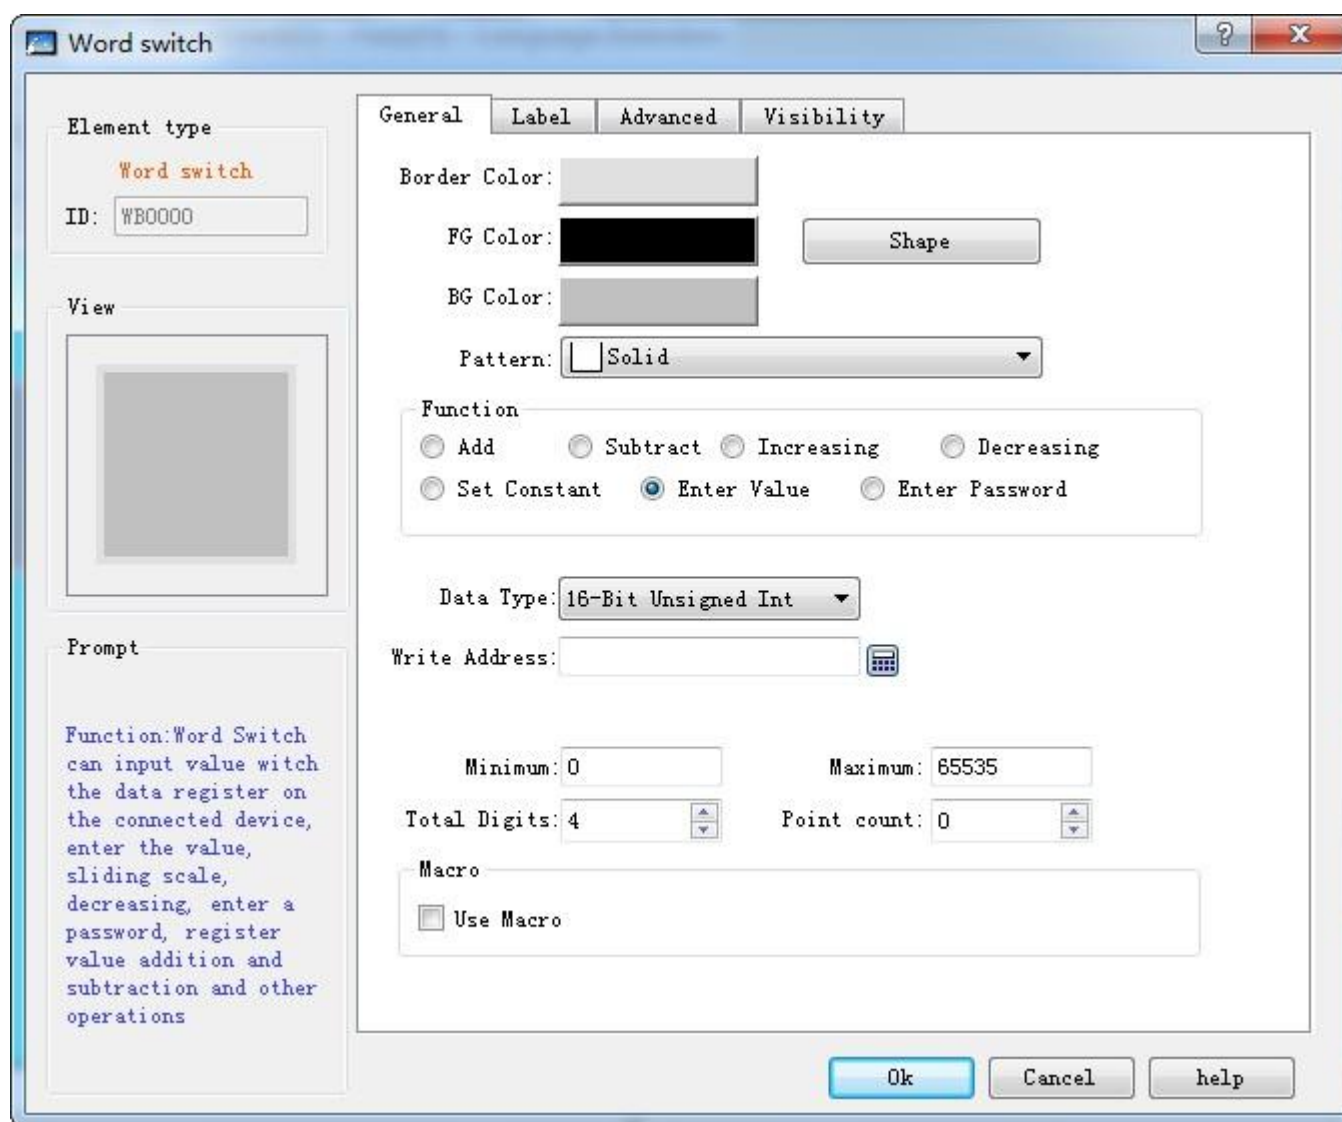 Word switch
Element type
Word switch
ID: WB0000
View
Prompt
Function:Word Switch
can input value witch
the data register on
the connected device,
enter the value,
sliding scale,
decreasing, enter a
password, register
value addition and
subtraction and other
operations
General Label Advanced Visibility
Border Color:
FG Color: Shape
BG Color:
Pattern: Solid
Function
Add Subtract Increasing Decreasing
Set Constant Enter Value Enter Password
Data Type: 16-Bit Unsigned Int
Write Address:
Minimum: 0 Maximum: 65535
Total Digits: 4 Point count: 0
Macro
Use Macro
Ok Cancel help